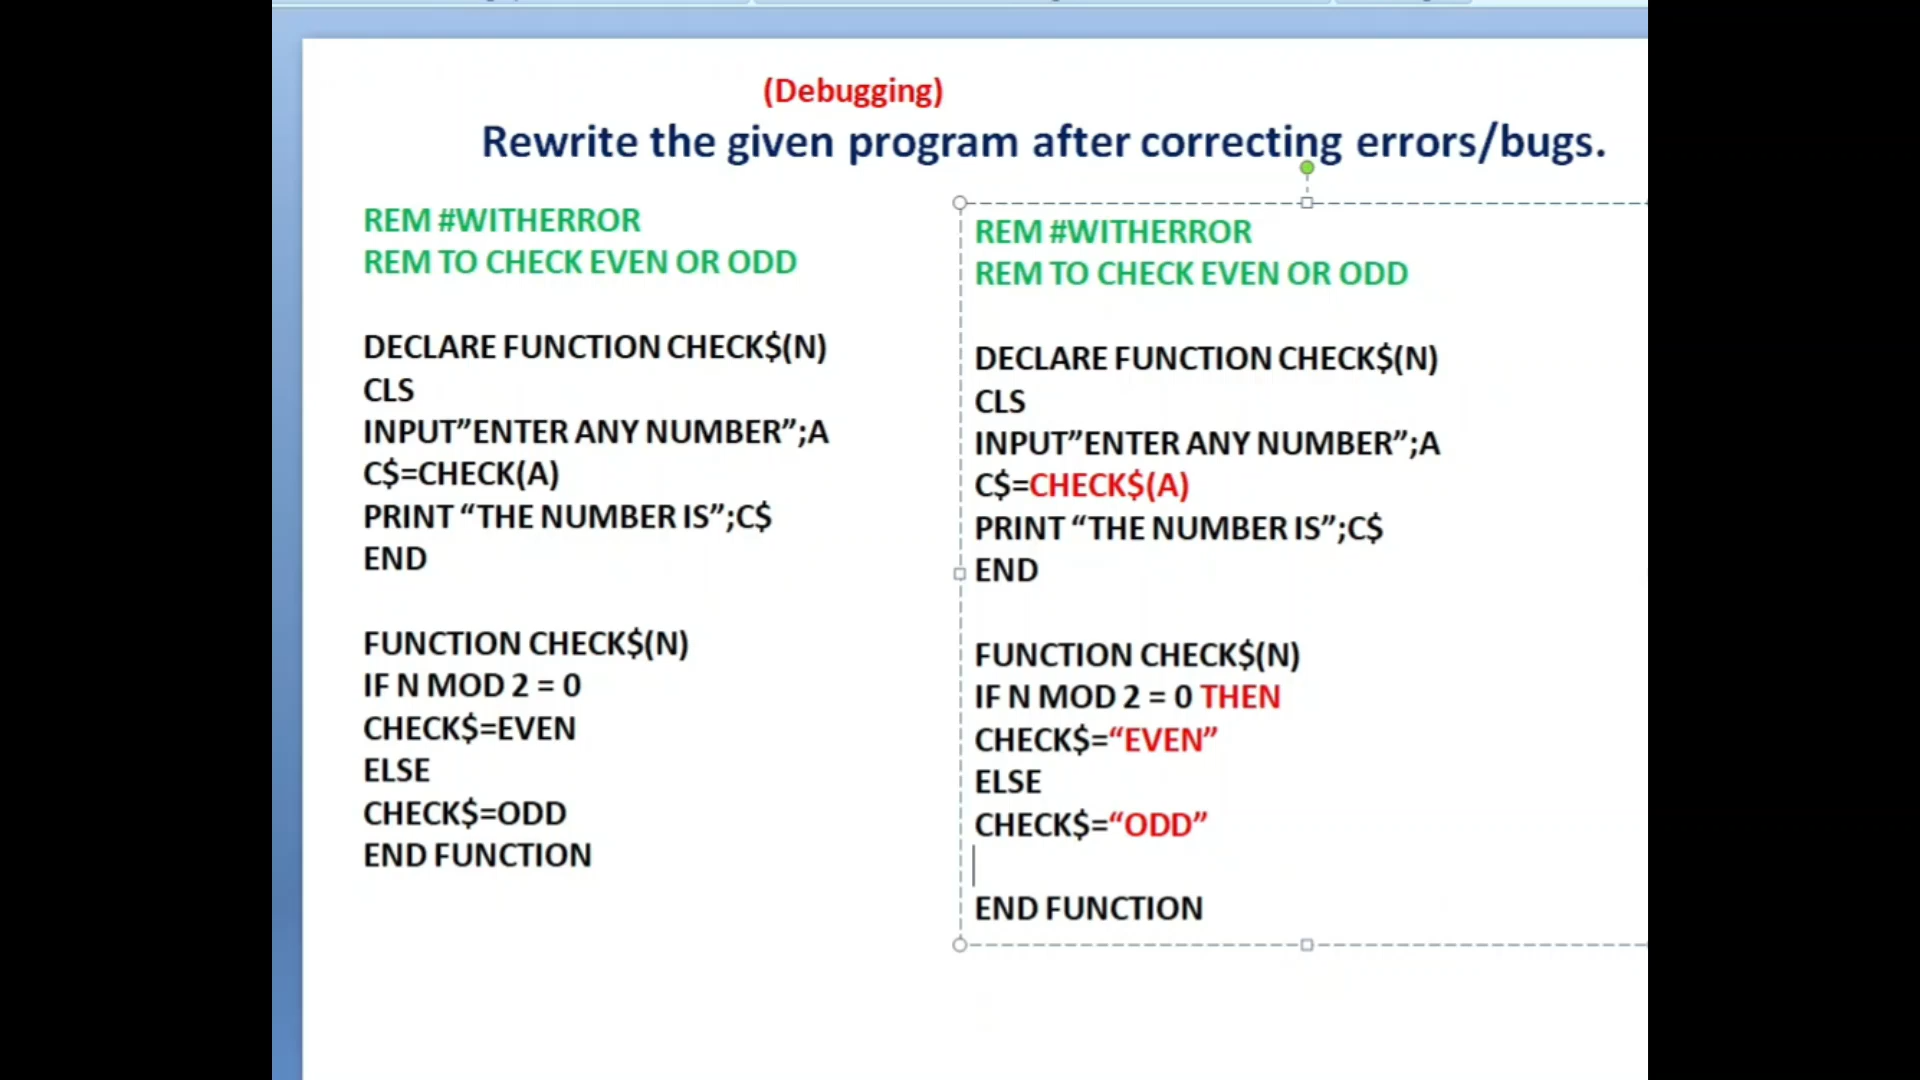 (Debugging)
Rewrite the given program after correcting errors/bugs.
REM #WITHERROR
REM TO CHECK EVEN OR ODD
DECLARE FUNCTION CHECK$(N)
CLS
INPUT”ENTER ANY NUMBER”;A
C$=CHECK(A)
PRINT “THE NUMBER IS”;C$
END
FUNCTION CHECK$(N)
IF N MOD 2 = 0
CHECK$=EVEN
ELSE
CHECK$=ODD
END FUNCTION
REM #WITHERROR
REM TO CHECK EVEN OR ODD
DECLARE FUNCTION CHECK$(N)
CLS
INPUT”ENTER ANY NUMBER”;A
C$=CHECK$(A)
PRINT “THE NUMBER IS”;C$
END
FUNCTION CHECK$(N)
IF N MOD 2 = 0 THEN
CHECK$=“EVEN”
ELSE
CHECK$=“ODD”
END FUNCTION